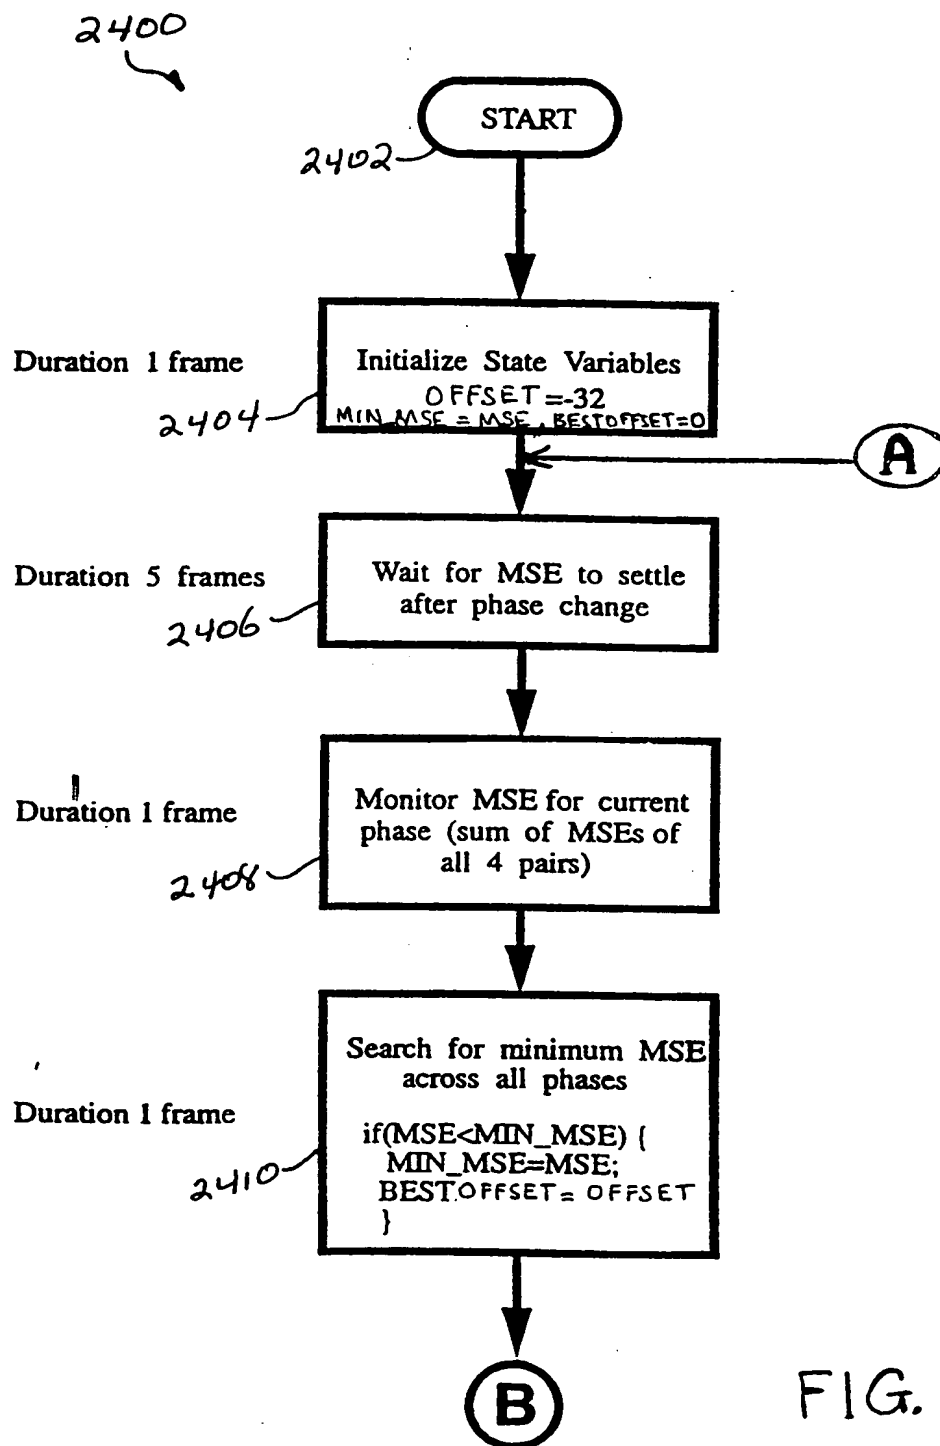 2400
START
2402
Duration 1 frame
Initialize State Variables
OFFSET=-32
MIN_MSE = MSE, BESTOFFSET=0
2404
A
Duration 5 frames
Wait for MSE to settle
after phase change
2406
Duration 1 frame
Monitor MSE for current
phase (sum of MSEs of
all 4 pairs)
2408
Search for minimum MSE
across all phases
Duration 1 frame
if(MSE<MIN_MSE) {
MIN_MSE=MSE;
BEST.OFFSET = OFFSET
}
2410
B
FIG.